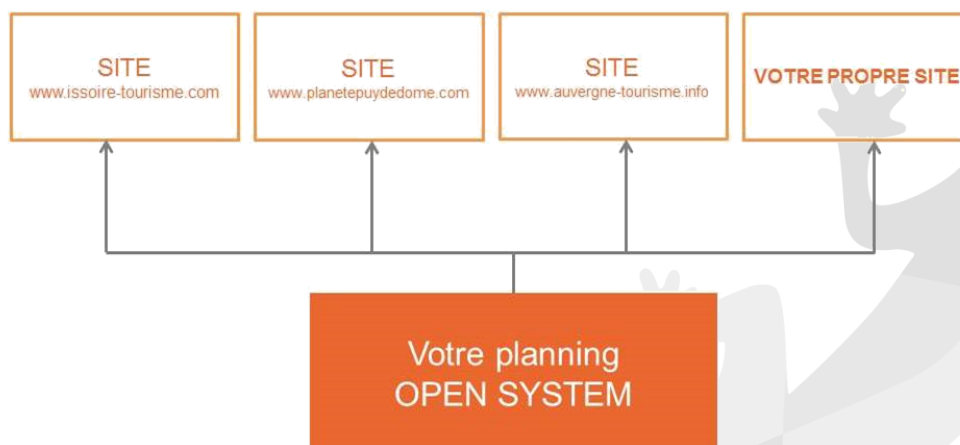 SITE
www.issoire-tourisme.com
SITE
www.planetepuydedome.com
SITE
www.auvergne-tourisme.info
VOTRE PROPRE SITE
Votre planning
OPEN SYSTEM